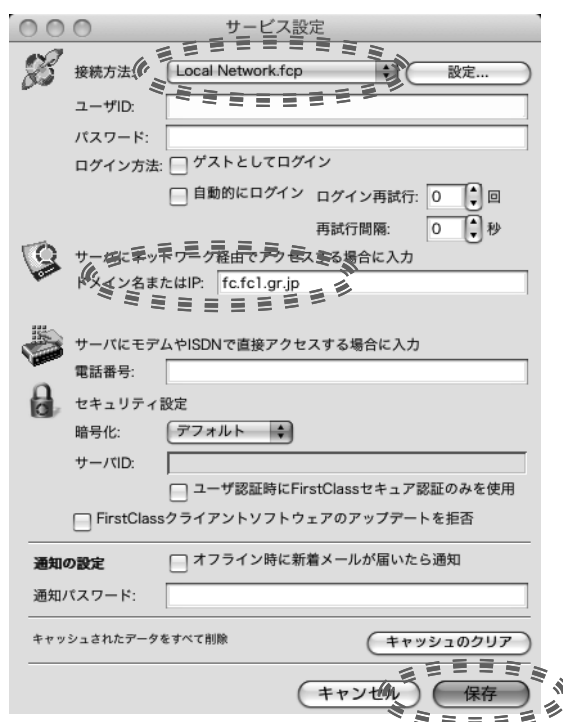 サービス設定
接続方法: Local Network.fcp 設定...
ユーザID:
パスワード:
ログイン方法: ゲストとしてログイン
自動的にログイン ログイン再試行: 0 回
再試行間隔: 0 秒
サーバにネットワーク経由でアクセスする場合に入力
ドメイン名またはIP: fc.fc1.gr.jp
サーバにモデムやISDNで直接アクセスする場合に入力
電話番号:
セキュリティ設定
暗号化: デフォルト
サーバID:
ユーザ認証時にFirstClassセキュア認証のみを使用
FirstClassクライアントソフトウェアのアップデートを拒否
通知の設定 オフライン時に新着メールが届いたら通知
通知パスワード:
キャッシュされたデータをすべて削除 キャッシュのクリア
キャンセル 保存